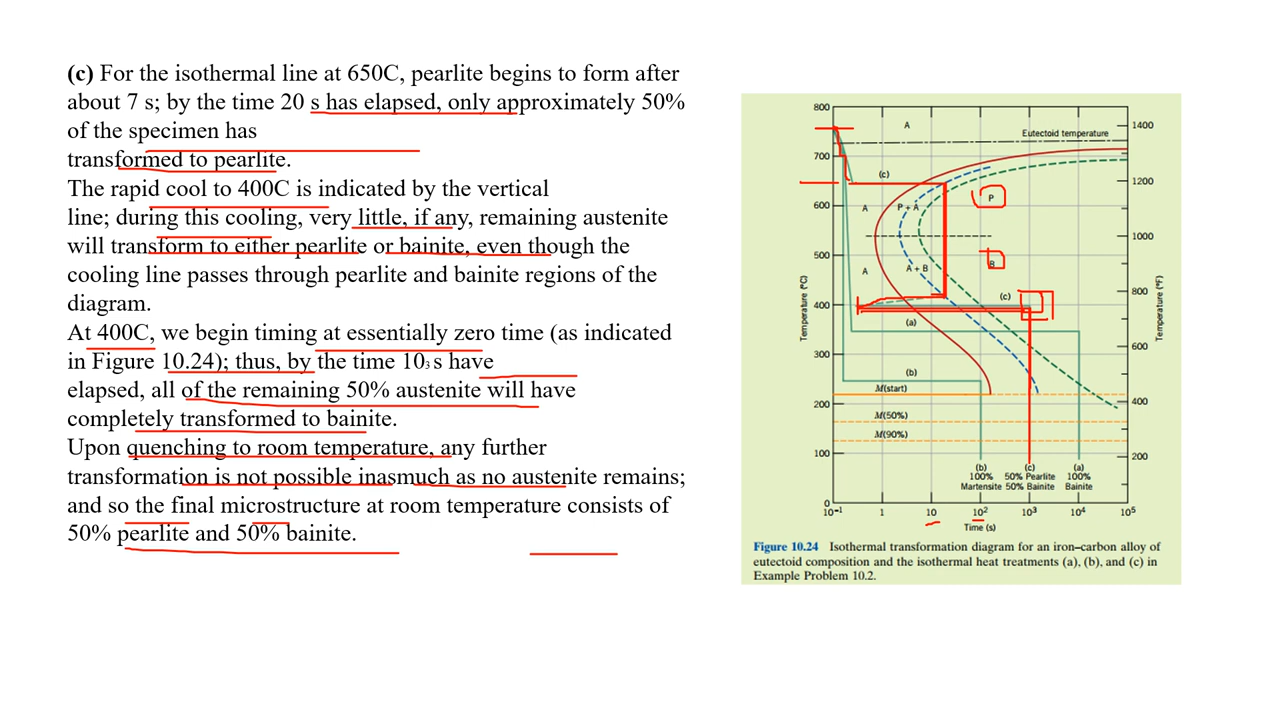 (c) For the isothermal line at 650C, pearlite begins to form after
about 7 s; by the time 20 s has elapsed, only approximately 50%
of the specimen has
transformed to pearlite.
The rapid cool to 400C is indicated by the vertical
line; during this cooling, very little, if any, remaining austenite
will transform to either pearlite or bainite, even though the
cooling line passes through pearlite and bainite regions of the
diagram.
At 400C, we begin timing at essentially zero time (as indicated
in Figure 10.24); thus, by the time 10₃ s have
elapsed, all of the remaining 50% austenite will have
completely transformed to bainite.
Upon quenching to room temperature, any further
transformation is not possible inasmuch as no austenite remains;
and so the final microstructure at room temperature consists of
50% pearlite and 50% bainite.
800
A
1400
Eutectoid temperature
700
(c)
1200
600
A
P + A
P
1000
500
A
A + B
B
800
Temperature (°C)
Temperature (°F)
400
(c)
(a)
600
300
(b)
M(start)
400
200
M(50%)
M(90%)
200
100
(b) (c) (a)
100% 50% Pearlite 100%
Martensite 50% Bainite Bainite
0
10⁻¹ 1 10 10² 10³ 10⁴ 10⁵
Time (s)
Figure 10.24 Isothermal transformation diagram for an iron–carbon alloy of
eutectoid composition and the isothermal heat treatments (a), (b), and (c) in
Example Problem 10.2.